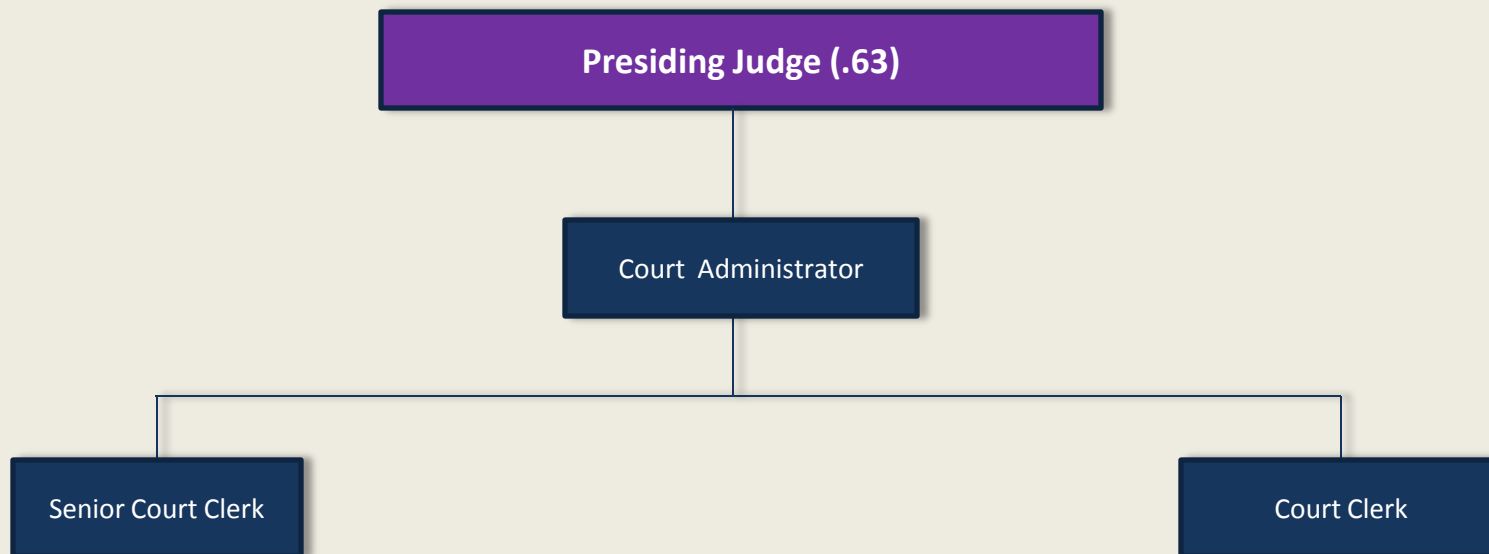 Presiding Judge (.63)
Court Administrator
Senior Court Clerk
Court Clerk